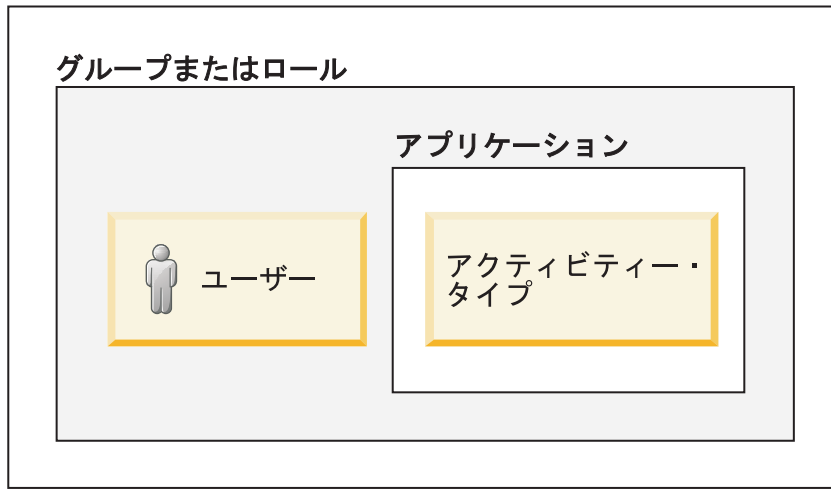 グループまたはロール
アプリケーション
ユーザー
アクティビティー・
タイプ